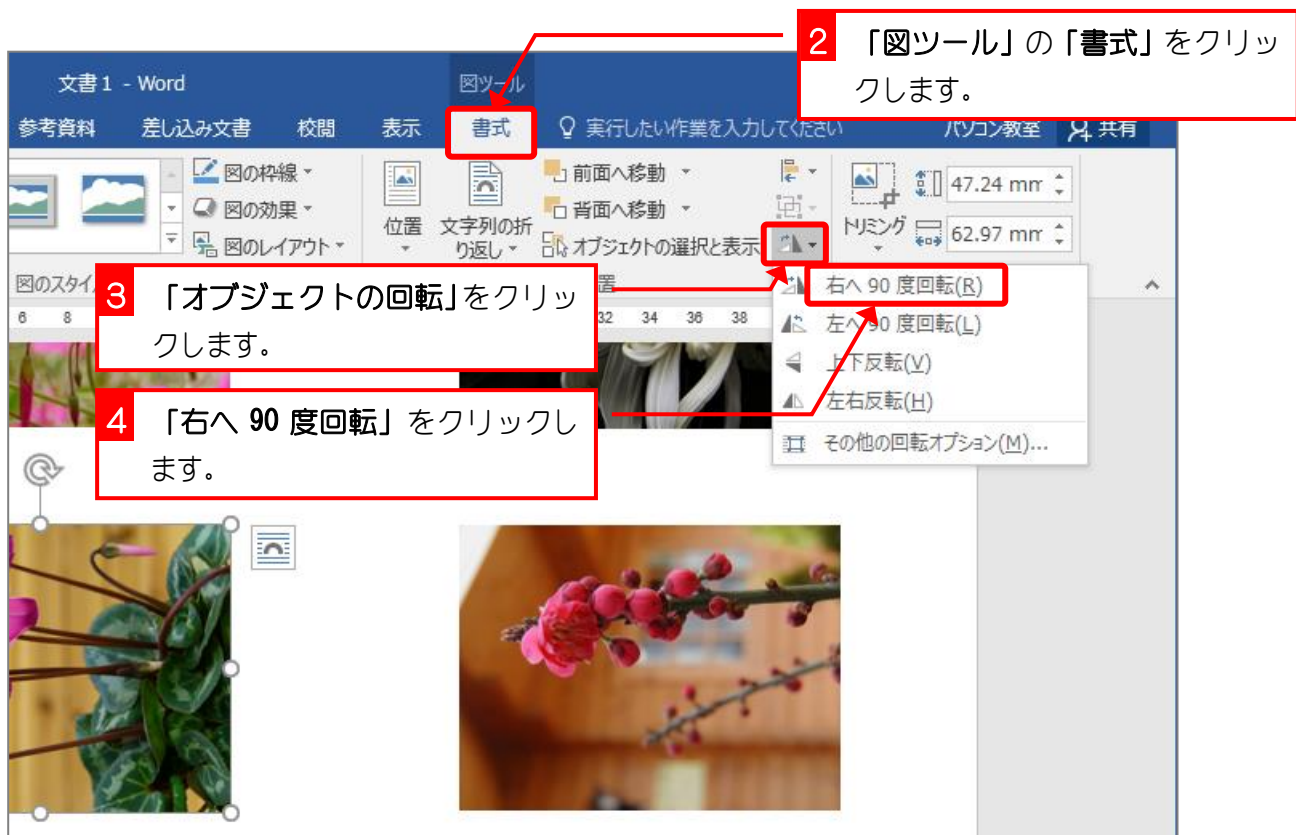 2 「図ツール」の「書式」をクリッ
クします。
文書 1 - Word
図ツール
参考資料 差し込み文書 校閲 表示 書式 実行したい作業を入力してください パソコン教室 共有
図の枠線
図の効果
図のレイアウト
位置
文字列の折
り返し
前面へ移動
背面へ移動
オブジェクトの選択と表示
トリミング
47.24 mm
62.97 mm
図のスタイ
置
3 「オブジェクトの回転」をクリッ
クします。
6 8 32 34 36 38
右へ 90 度回転(R)
左へ 90 度回転(L)
上下反転(V)
左右反転(H)
その他の回転オプション(M)...
4 「右へ 90 度回転」をクリックし
ます。